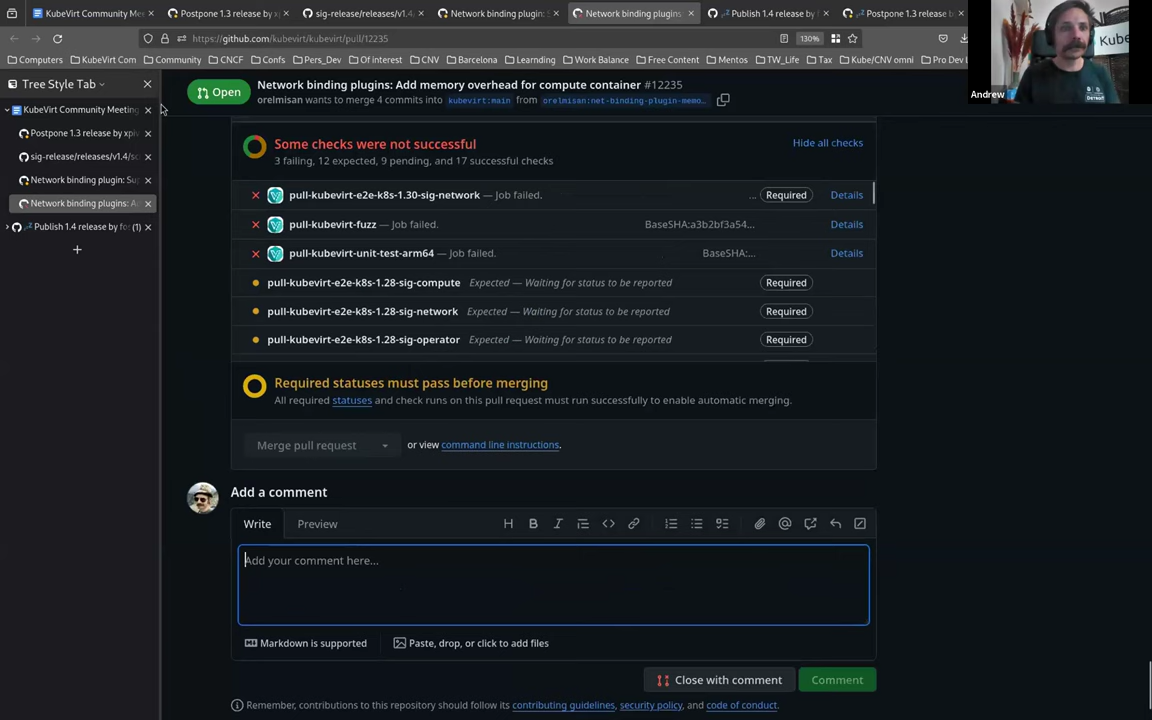 KubeVirt Community Meeti
Postpone 1.3 release by xpi
sig-release/releases/v1.4/
Network binding plugin: S
Network binding plugins
Publish 1.4 release by f
Postpone 1.3 release b
https://github.com/kubevirt/kubevirt/pull/12235
130%
Computers
KubeVirt Com
Community
CNCF
Pers_Dev
Of interest
CNV
Barcelona
Learnding
Work Balance
Free Content
Mentos
TW_Life
Tax
Kube/CNV omni
Pro Dev
Tree Style Tab
KubeVirt Community Meeting
Postpone 1.3 release by xpiv
sig-release/releases/v1.4/sc
Network binding plugin: Su
Network binding plugins: A
Publish 1.4 release by fo (1)
Open
Network binding plugins: Add memory overhead for compute container #12235
orelmisan wants to merge 4 commits into kubevirt:main from orelmisan:net-binding-plugin-memo…
Some checks were not successful
3 failing, 12 expected, 9 pending, and 17 successful checks
Hide all checks
pull-kubevirt-e2e-k8s-1.30-sig-network — Job failed. ... Required Details
pull-kubevirt-fuzz — Job failed. BaseSHA:a3b2bf3a54... Details
pull-kubevirt-unit-test-arm64 — Job failed. BaseSHA:... Details
pull-kubevirt-e2e-k8s-1.28-sig-compute Expected — Waiting for status to be reported Required
pull-kubevirt-e2e-k8s-1.28-sig-network Expected — Waiting for status to be reported Required
pull-kubevirt-e2e-k8s-1.28-sig-operator Expected — Waiting for status to be reported Required
Required statuses must pass before merging
All required statuses and check runs on this pull request must run successfully to enable automatic merging.
Merge pull request
or view command line instructions.
Add a comment
Write
Preview
Add your comment here...
Markdown is supported
Paste, drop, or click to add files
Close with comment
Comment
Remember, contributions to this repository should follow its contributing guidelines, security policy, and code of conduct.
Andrew
Kube